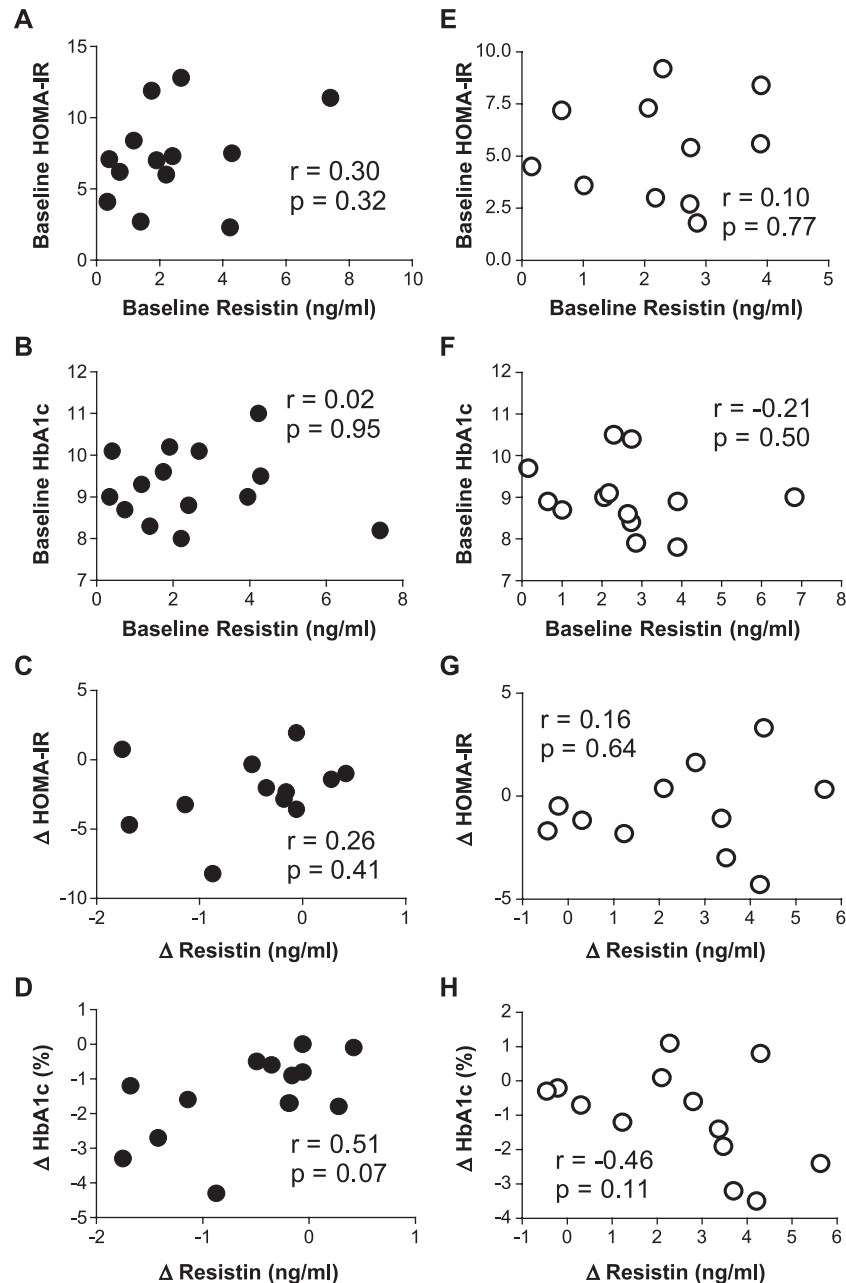 A
Baseline HOMA-IR
15
10
5
0
r = 0.30
p = 0.32
0 2 4 6 8 10
Baseline Resistin (ng/ml)
E
Baseline HOMA-IR
10.0
7.5
5.0
2.5
0.0
r = 0.10
p = 0.77
0 1 2 3 4 5
Baseline Resistin (ng/ml)
B
Baseline HbA1c
12
11
10
9
8
7
r = 0.02
p = 0.95
0 2 4 6 8
Baseline Resistin (ng/ml)
F
Baseline HbA1c
12
11
10
9
8
7
r = -0.21
p = 0.50
0 1 2 3 4 5 6 7 8
Baseline Resistin (ng/ml)
C
Δ HOMA-IR
5
0
-5
-10
r = 0.26
p = 0.41
-2 -1 0 1
Δ Resistin (ng/ml)
G
Δ HOMA-IR
5
0
-5
r = 0.16
p = 0.64
-1 0 1 2 3 4 5 6
Δ Resistin (ng/ml)
D
Δ HbA1c (%)
1
0
-1
-2
-3
-4
-5
r = 0.51
p = 0.07
-2 -1 0 1
Δ Resistin (ng/ml)
H
Δ HbA1c (%)
2
1
0
-1
-2
-3
-4
r = -0.46
p = 0.11
-1 0 1 2 3 4 5 6
Δ Resistin (ng/ml)